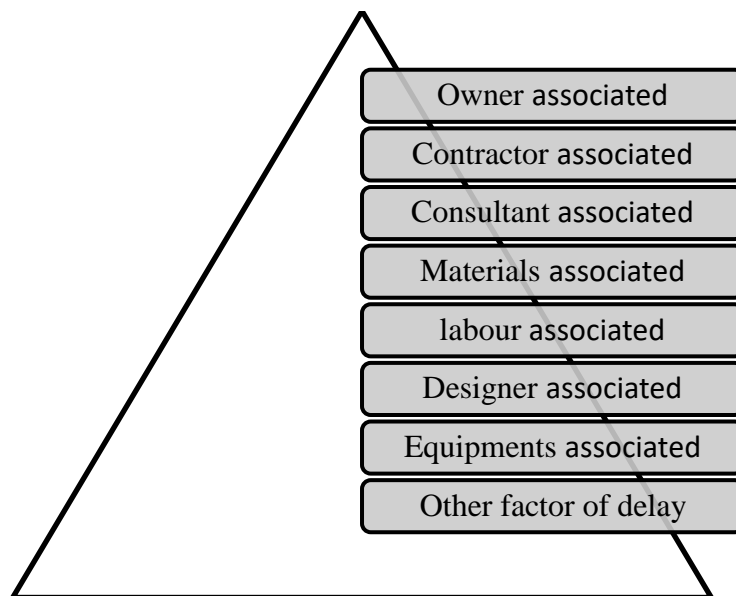 Owner associated
Contractor associated
Consultant associated
Materials associated
labour associated
Designer associated
Equipments associated
Other factor of delay